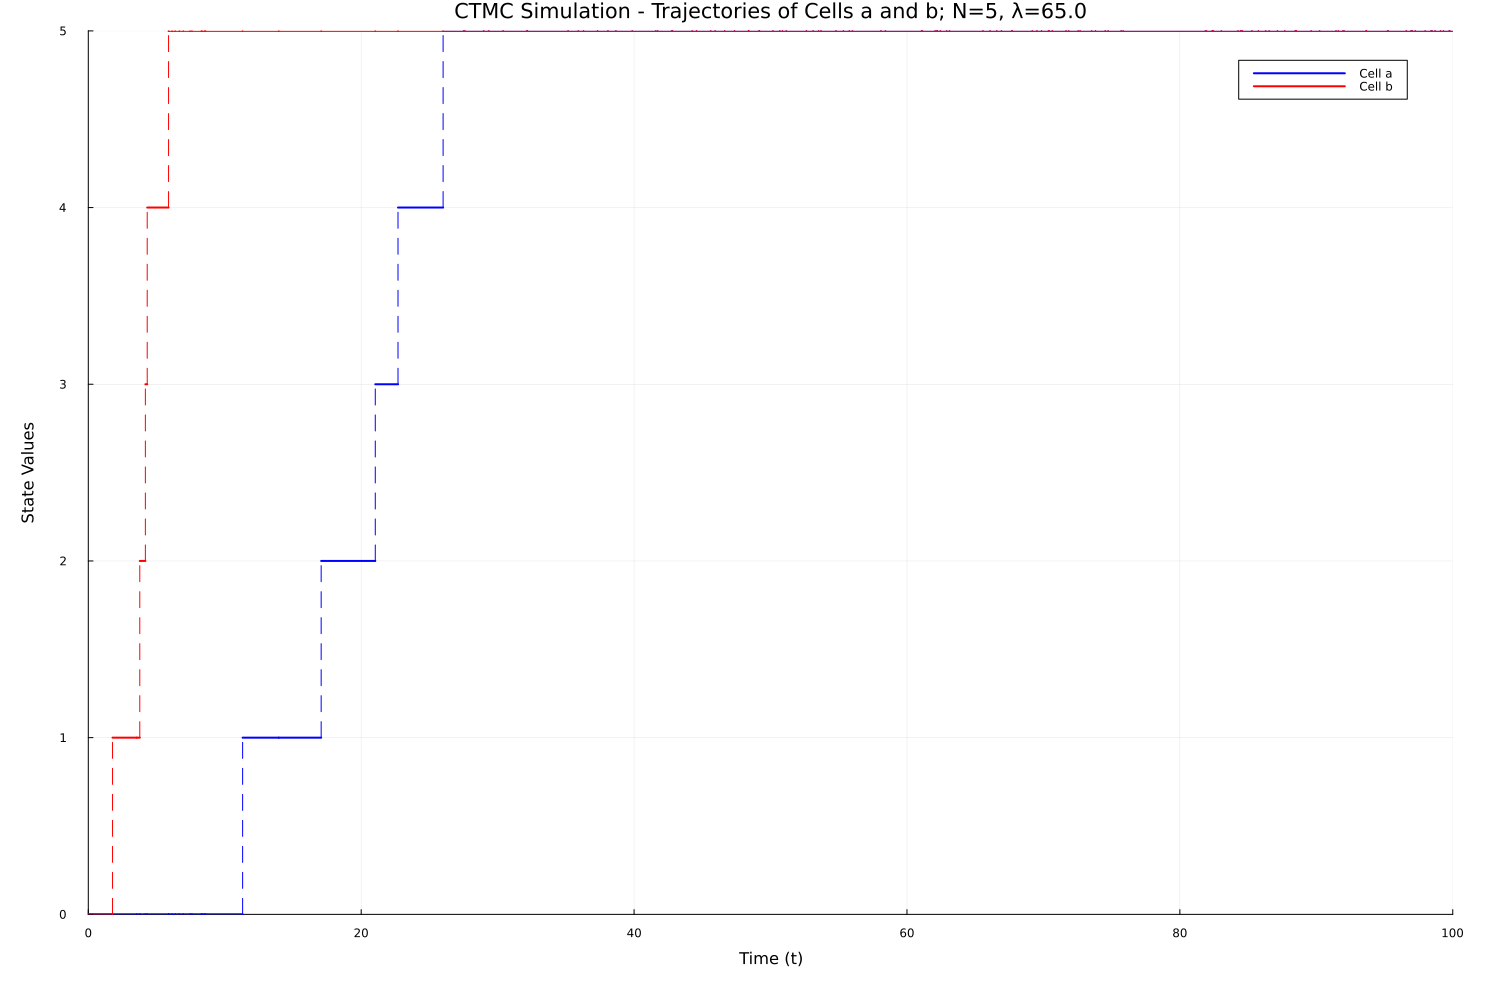 CTMC Simulation - Trajectories of Cells a and b; N=5, λ=65.0
5
4
3
2
1
0
State Values
Cell a
Cell b
0 20 40 60 80 100
Time (t)